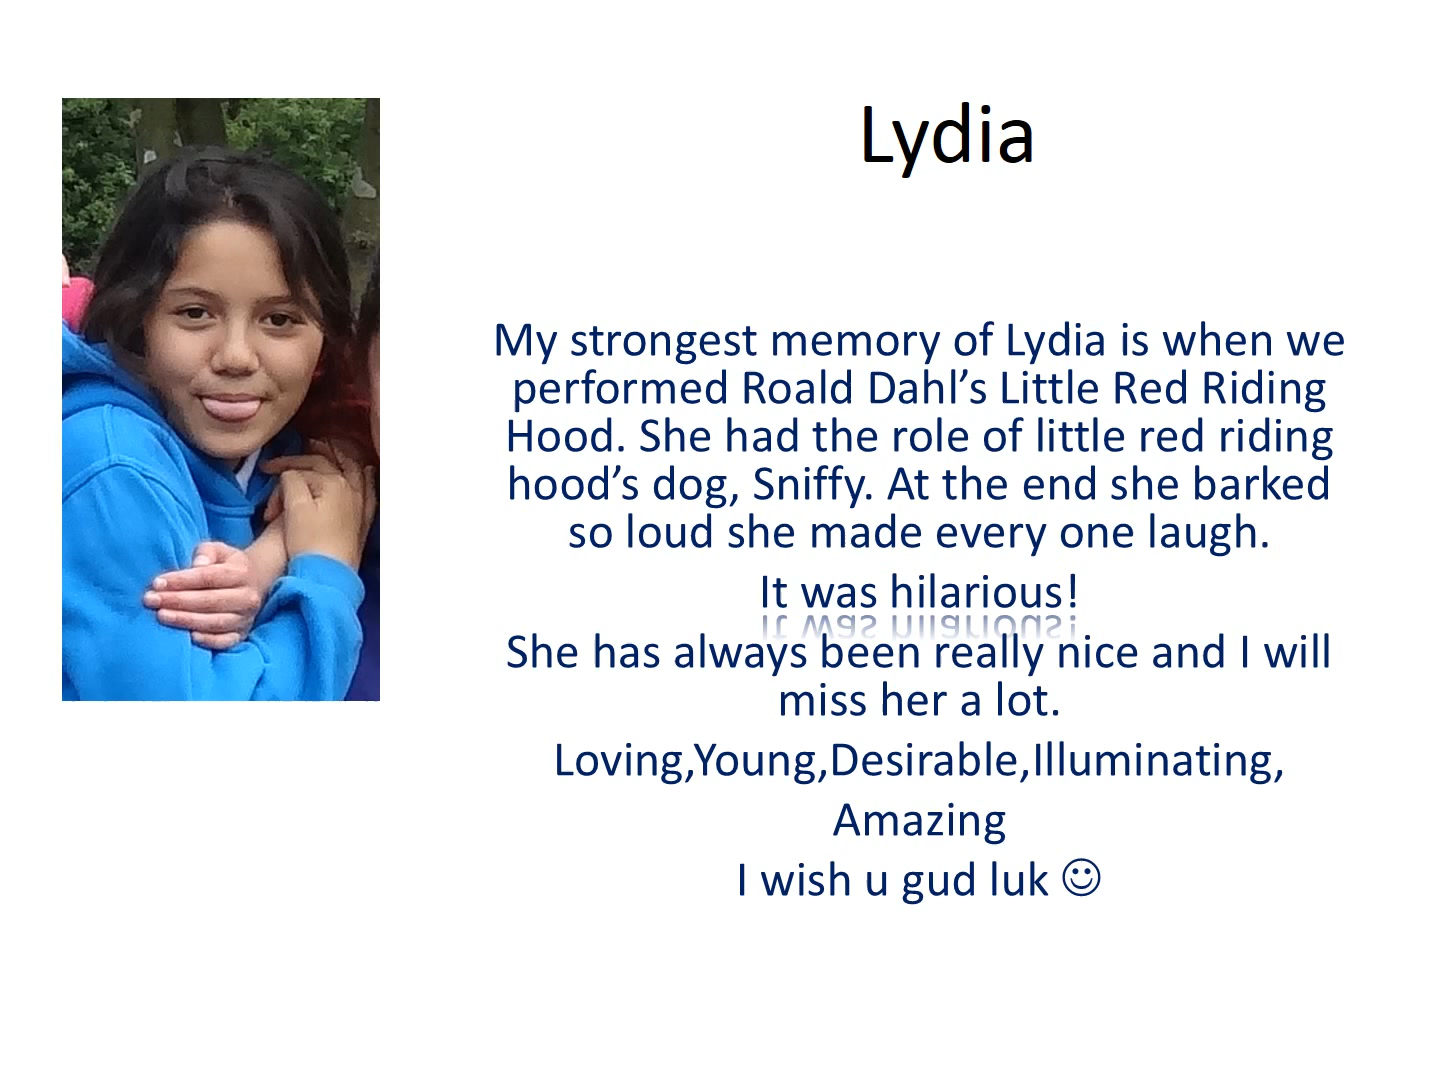 Lydia
My strongest memory of Lydia is when we
performed Roald Dahl’s Little Red Riding
Hood. She had the role of little red riding
hood’s dog, Sniffy. At the end she barked
so loud she made every one laugh.
It was hilarious!
She has always been really nice and I will
miss her a lot.
Loving,Young,Desirable,Illuminating,
Amazing
I wish u gud luk ☺